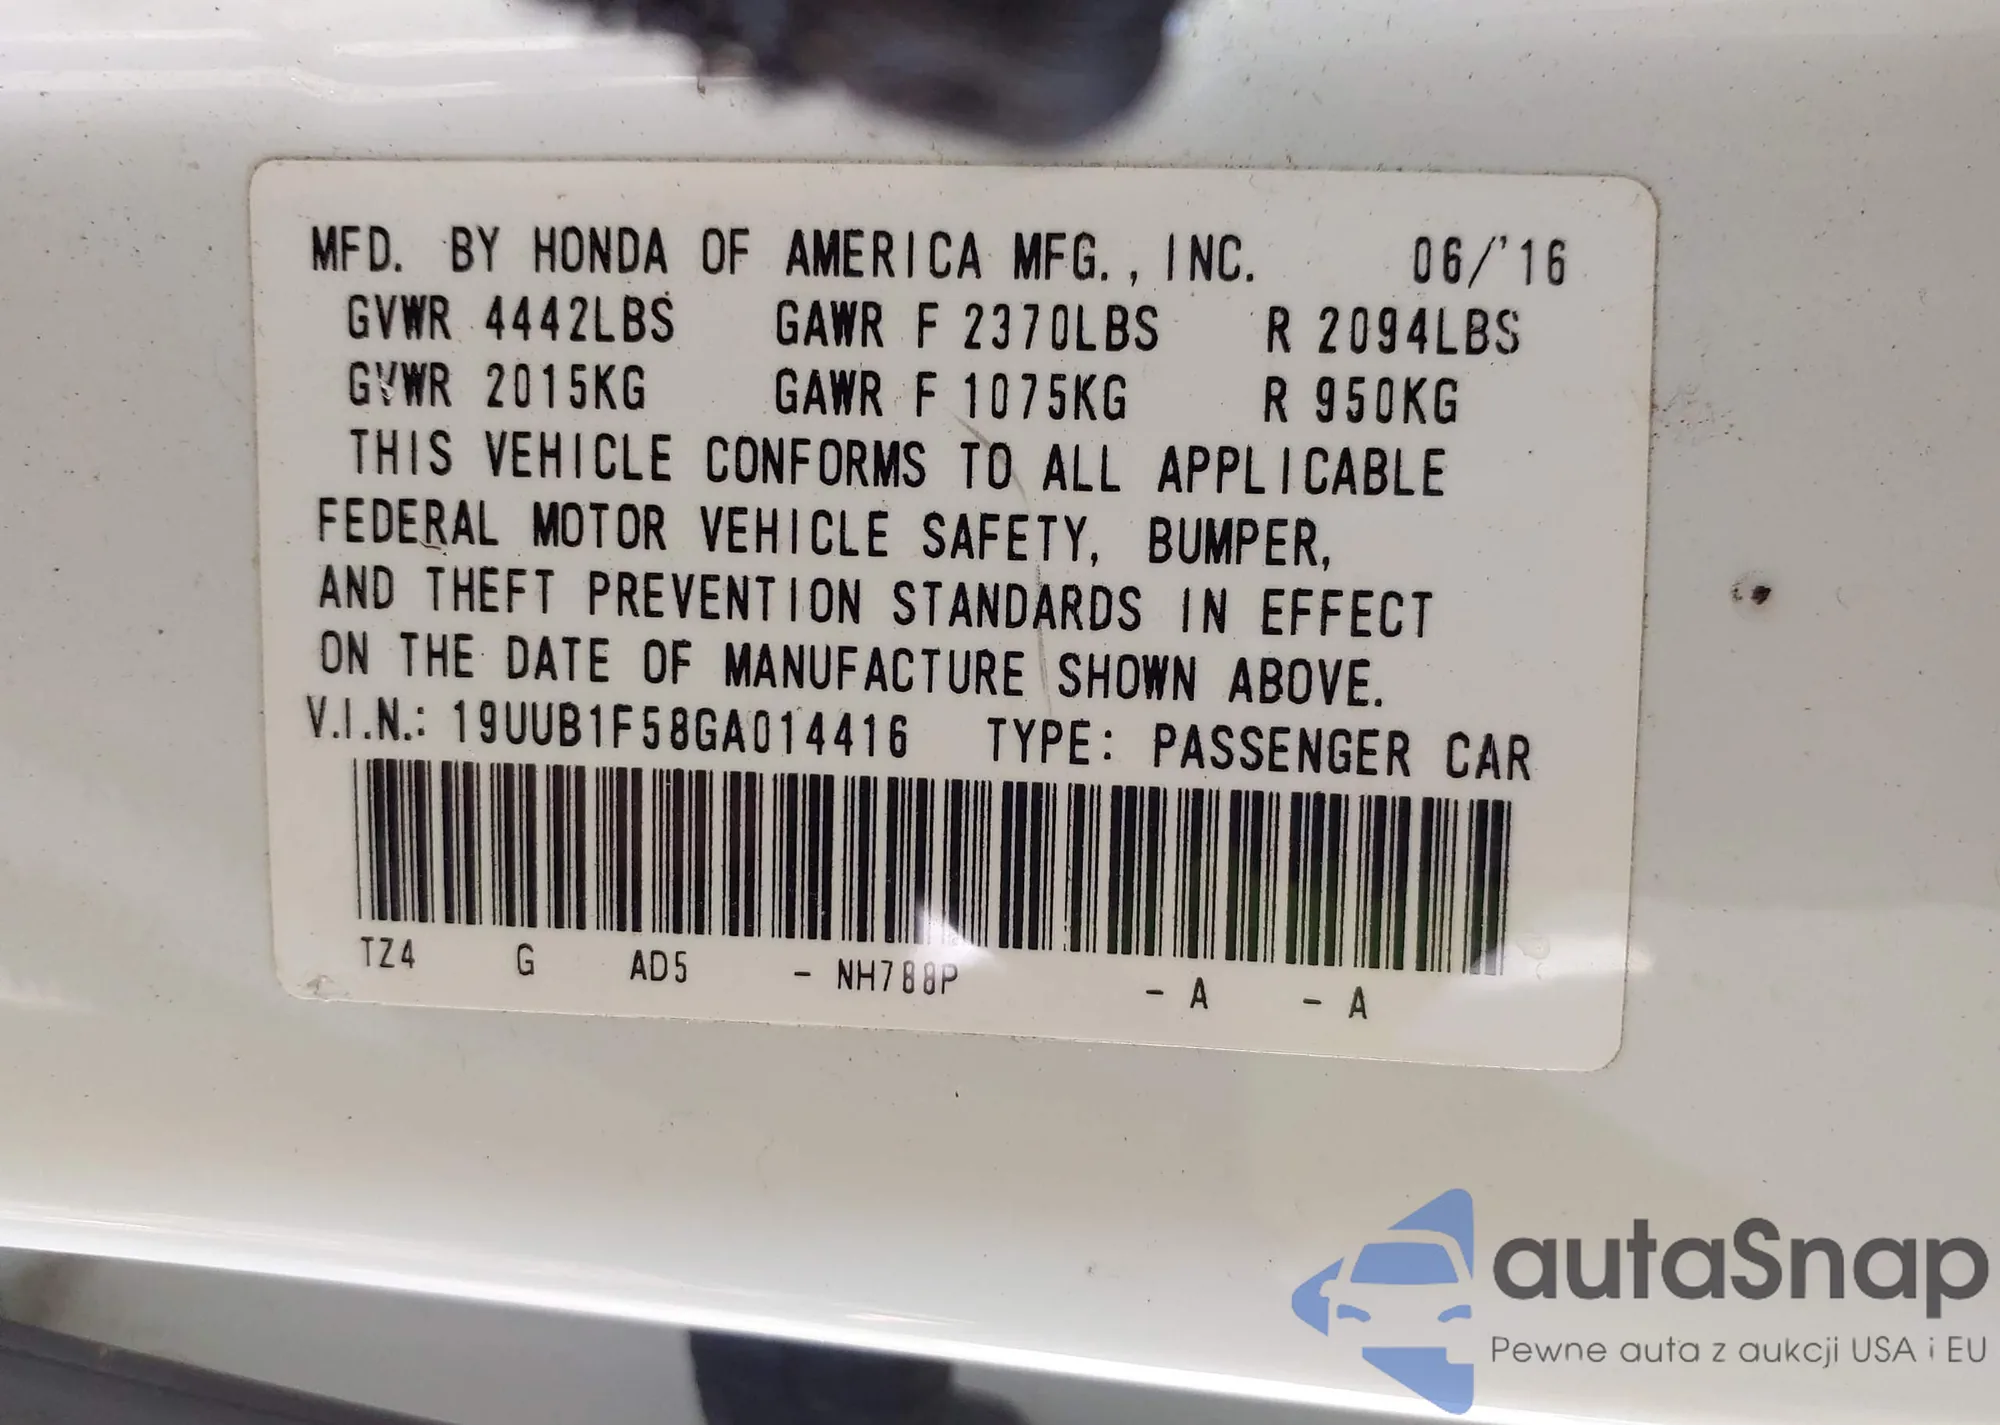 MFD. BY HONDA OF AMERICA MFG., INC. 06/'16
GVWR 4442LBS GAWR F 2370LBS R 2094LBS
GVWR 2015KG GAWR F 1075KG R 950KG
THIS VEHICLE CONFORMS TO ALL APPLICABLE
FEDERAL MOTOR VEHICLE SAFETY, BUMPER,
AND THEFT PREVENTION STANDARDS IN EFFECT
ON THE DATE OF MANUFACTURE SHOWN ABOVE.
V.I.N.: 19UUB1F58GA014416 TYPE: PASSENGER CAR
TZ4 G AD5 - NH788P - A - A
autaSnap
Pewne auta z aukcji USA i EU